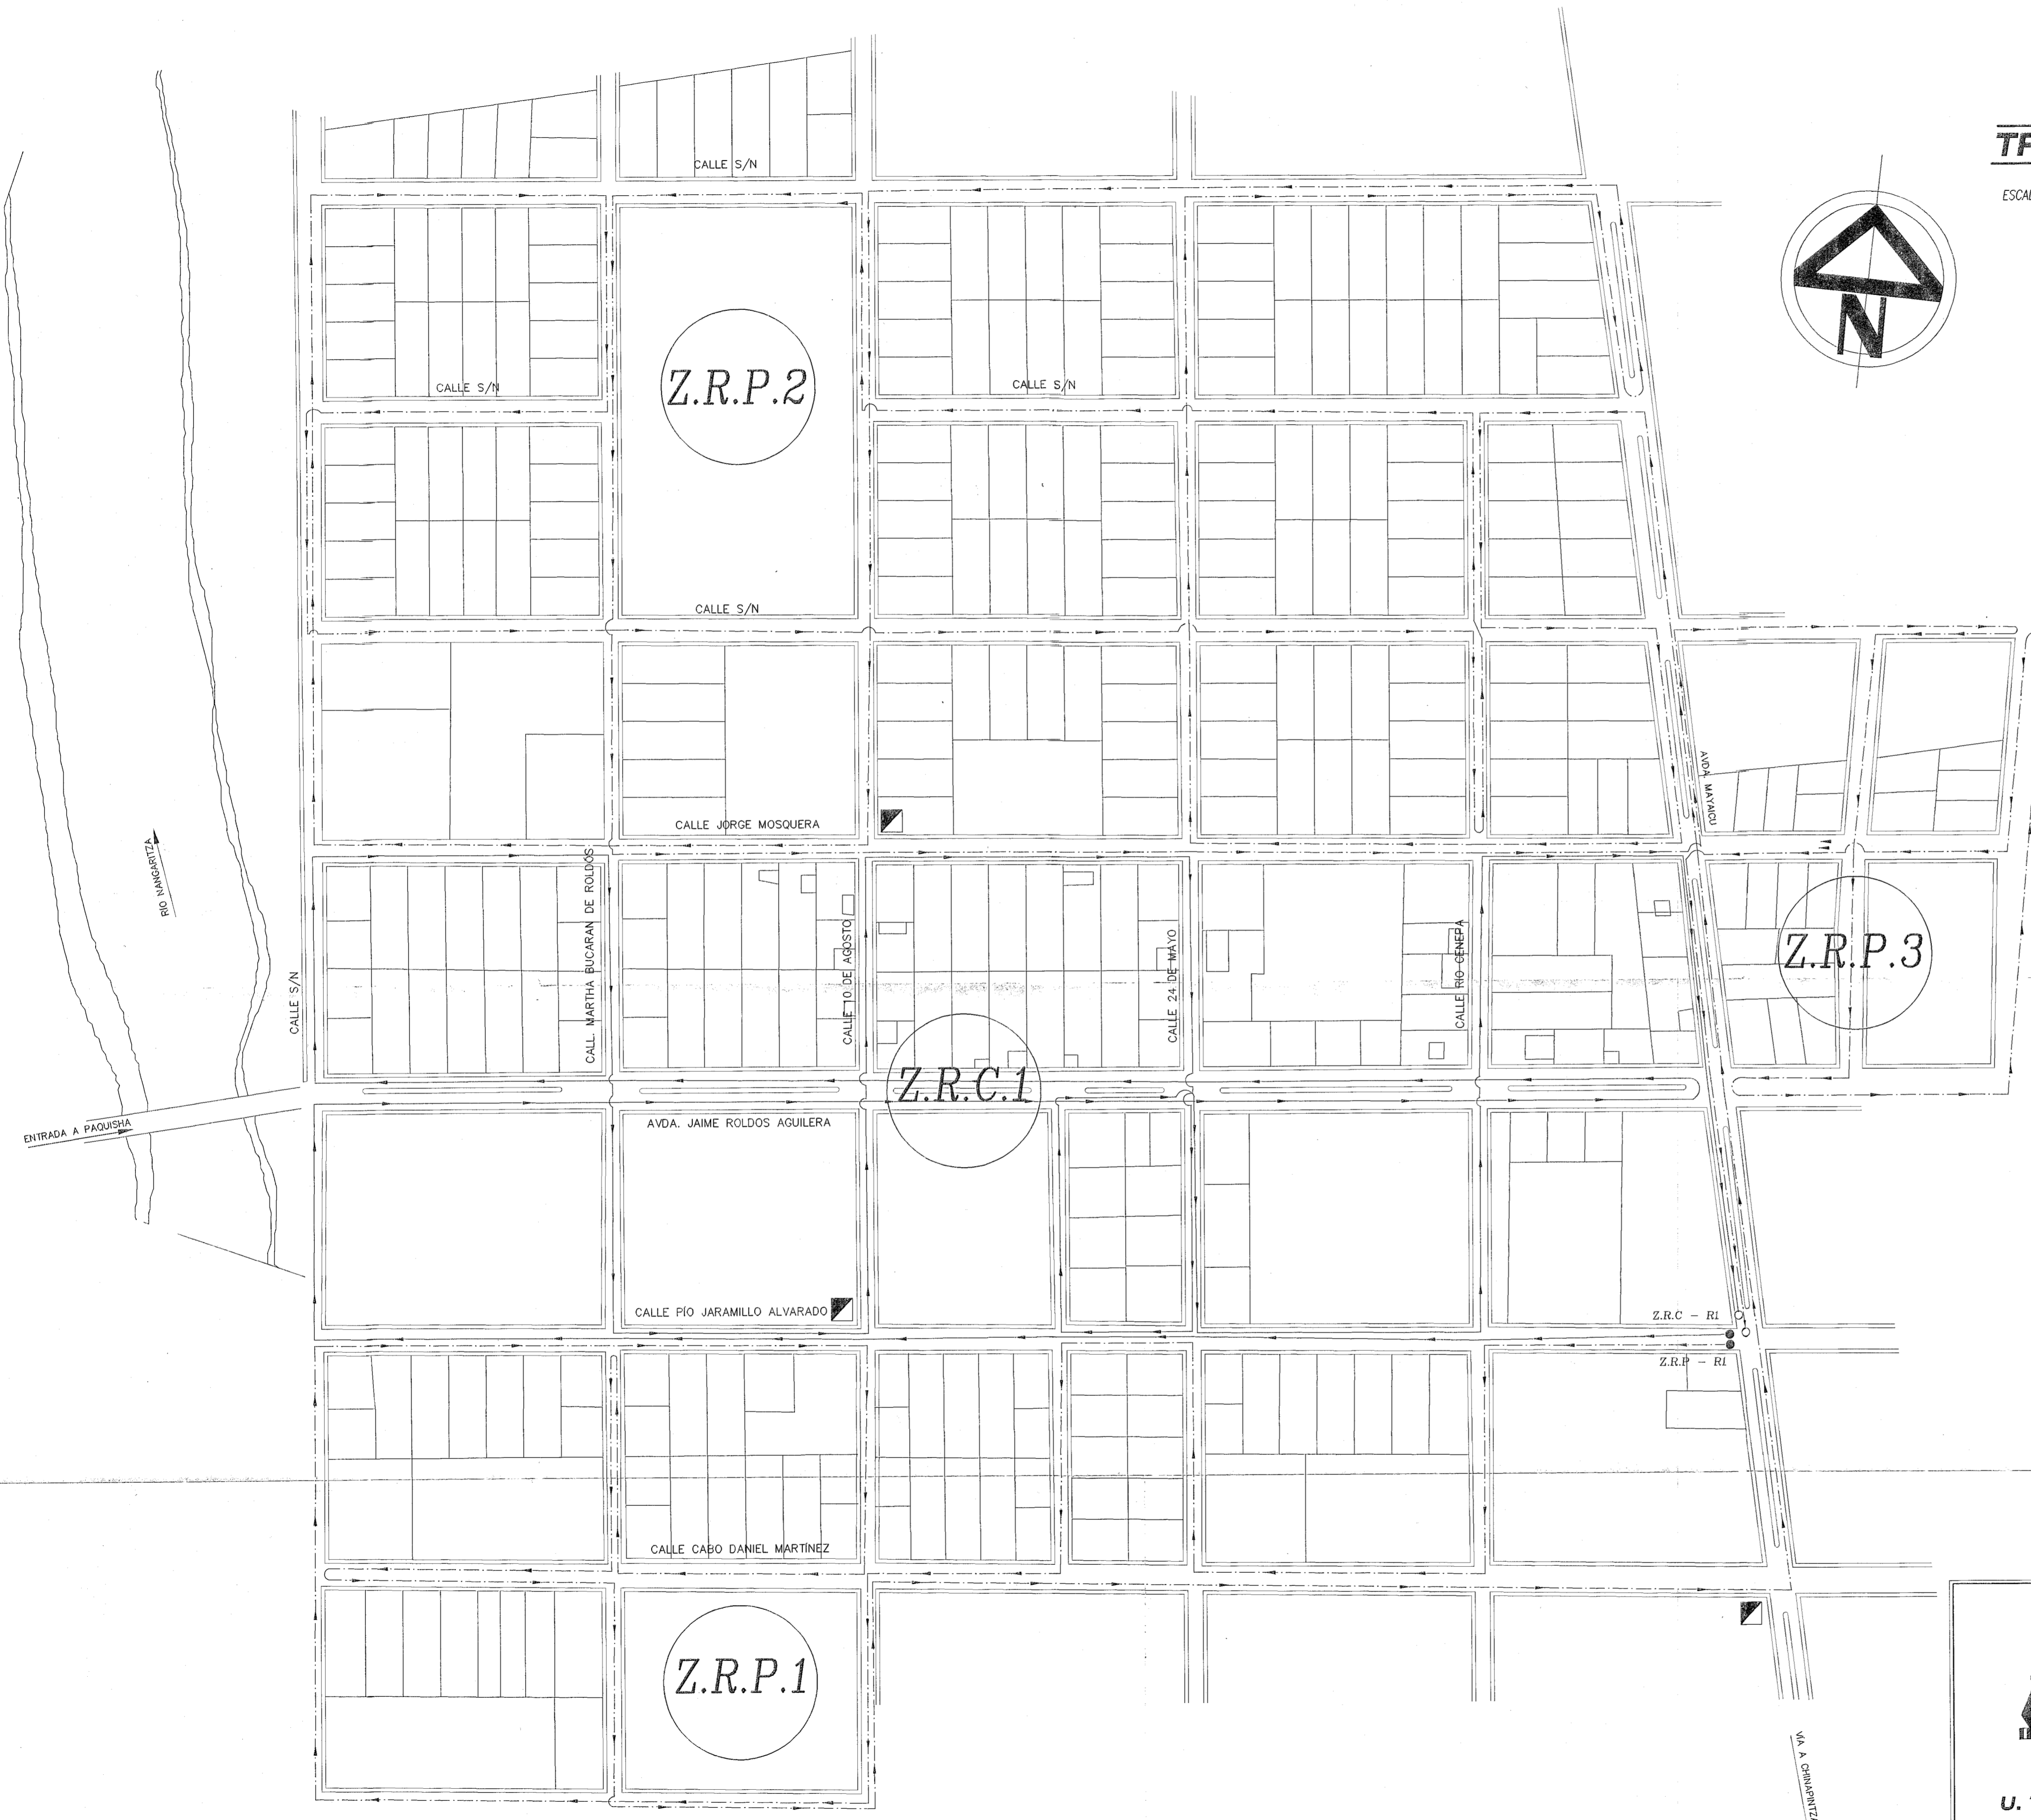 CALLE S/N
N
Z.R.P.2
CALLE S/N
CALLE S/N
CALLE S/N
AVDA. MAYAICU
CALLE JORGE MOSQUERA
RIO NANGARITZA
CALL. MARTHA BUCARAN DE ROLDÓS
CALLE 10 DE AGOSTO
CALLE 24 DE MAYO
CALLE RIO CENEPA
Z.R.P.3
CALLE S/N
Z.R.C.1
ENTRADA A PAQUISHA
AVDA. JAIME ROLDOS AGUILERA
CALLE PÍO JARAMILLO ALVARADO
Z.R.C - R1
Z.R.P - R1
CALLE CABO DANIEL MARTÍNEZ
Z.R.P.1
VÍA A CHINAPINTZA
U.